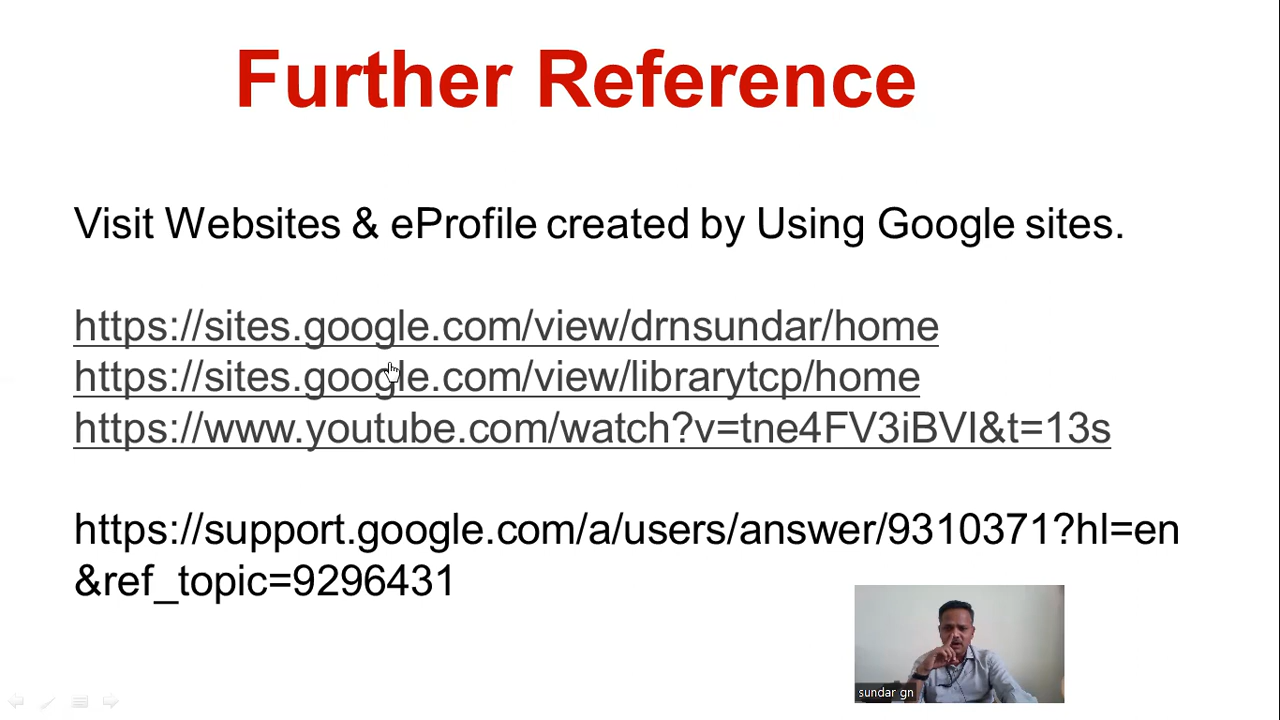 Further Reference
Visit Websites & eProfile created by Using Google sites.
https://sites.google.com/view/drnsundar/home
https://sites.google.com/view/librarytcp/home
https://www.youtube.com/watch?v=tne4FV3iBVI&t=13s
https://support.google.com/a/users/answer/9310371?hl=en
&ref_topic=9296431
sundar gn